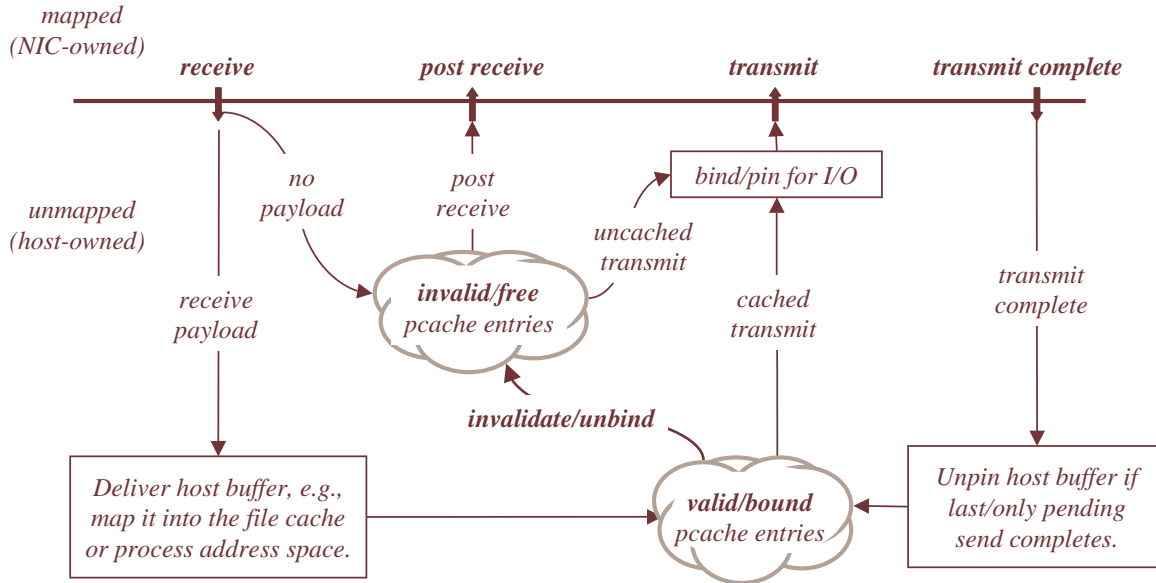 mapped
(NIC-owned)
receive
post receive
transmit
transmit complete
no
payload
post
receive
bind/pin for I/O
unmapped
(host-owned)
uncached
transmit
receive
payload
invalid/free
pcache entries
cached
transmit
transmit
complete
invalidate/unbind
Deliver host buffer, e.g.,
map it into the file cache
or process address space.
valid/bound
pcache entries
Unpin host buffer if
last/only pending
send completes.